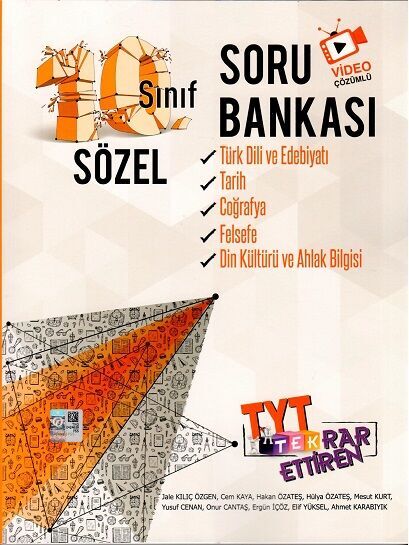 10. Sınıf
SÖZEL
SORU
BANKASI
VİDEO
ÇÖZÜMLÜ
Türk Dili ve Edebiyatı
Tarih
Coğrafya
Felsefe
Din Kültürü ve Ahlak Bilgisi
TYT
TEKRAR
ETTİREN
Jale KILIÇ ÖZGEN, Cem KAYA, Hakan ÖZATEŞ, Hülya ÖZATEŞ, Mesut KURT,
Yusuf CENAN, Onur CANTAŞ, Ergün İÇÖZ, Elif YÜKSEL, Ahmet KARABIYIK